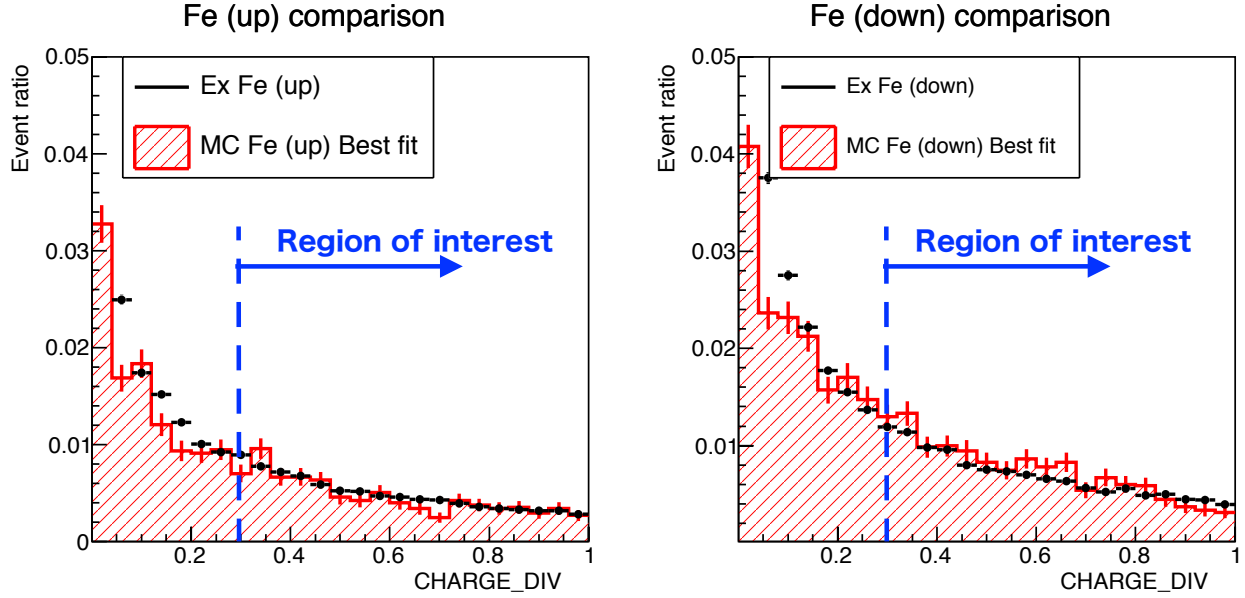 Fe (up) comparison
Event ratio
0.05
0.04
0.03
0.02
0.01
0
Ex Fe (up)
MC Fe (up) Best fit
Region of interest
0.2 0.4 0.6 0.8 1
CHARGE_DIV
Fe (down) comparison
Event ratio
0.05
0.04
0.03
0.02
0.01
Ex Fe (down)
MC Fe (down) Best fit
Region of interest
0.2 0.4 0.6 0.8 1
CHARGE_DIV